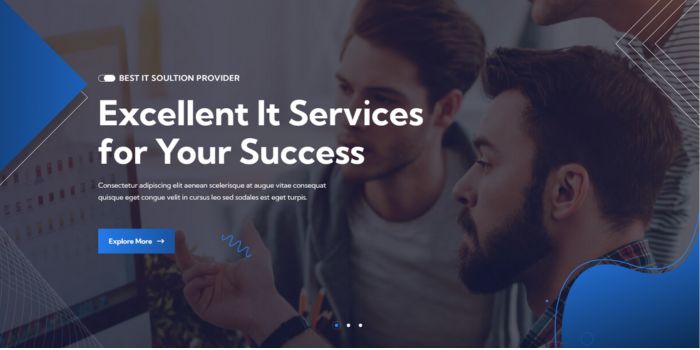 BEST IT SOULTION PROVIDER
Excellent It Services
for Your Success
Consectetur adipiscing elit aenean scelerisque at augue vitae consequat
quisque eget congue velit in cursus leo sed sodales est eget turpis.
Explore More